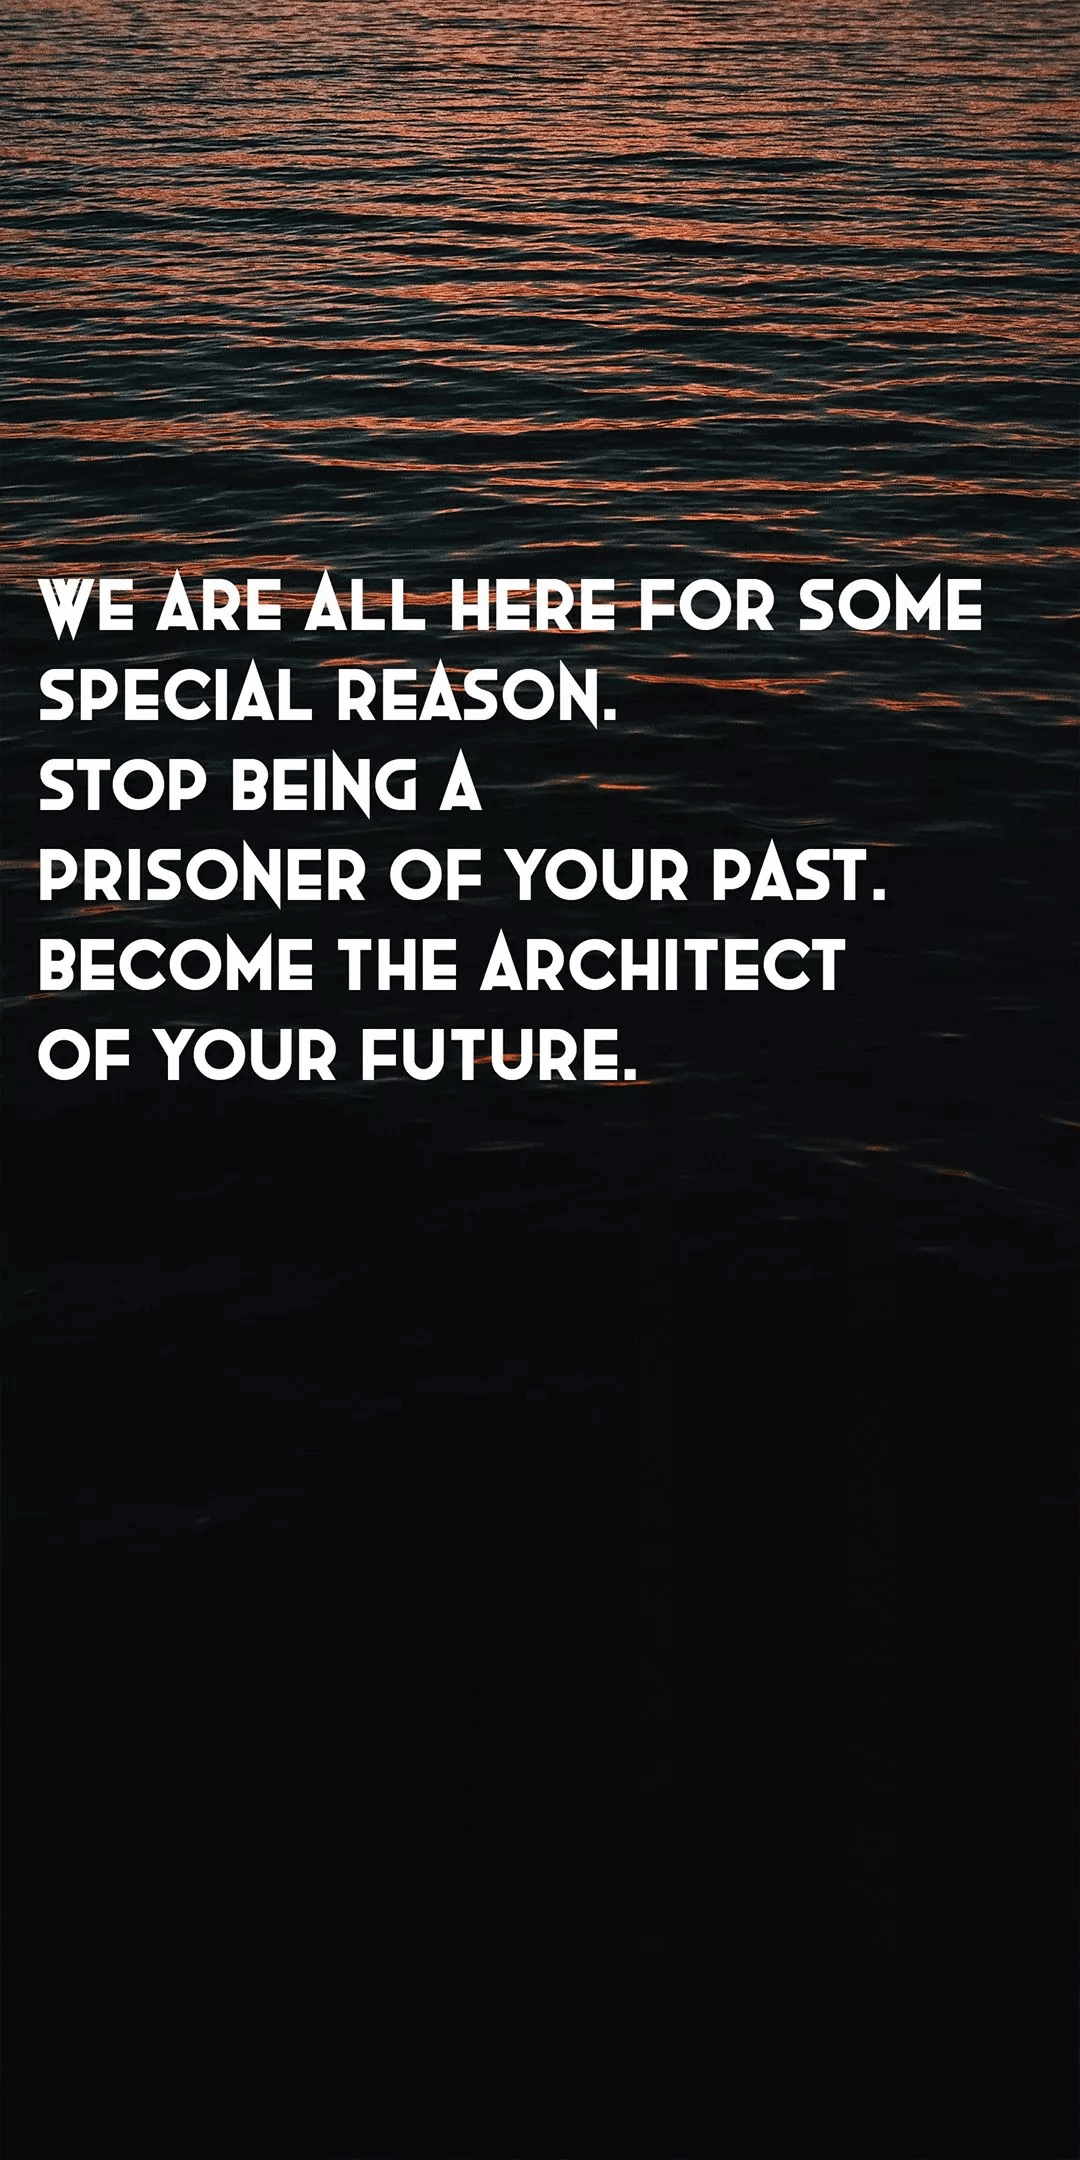 WE ARE ALL HERE FOR SOME
SPECIAL REASON.
STOP BEING A
PRISONER OF YOUR PAST.
BECOME THE ARCHITECT
OF YOUR FUTURE.